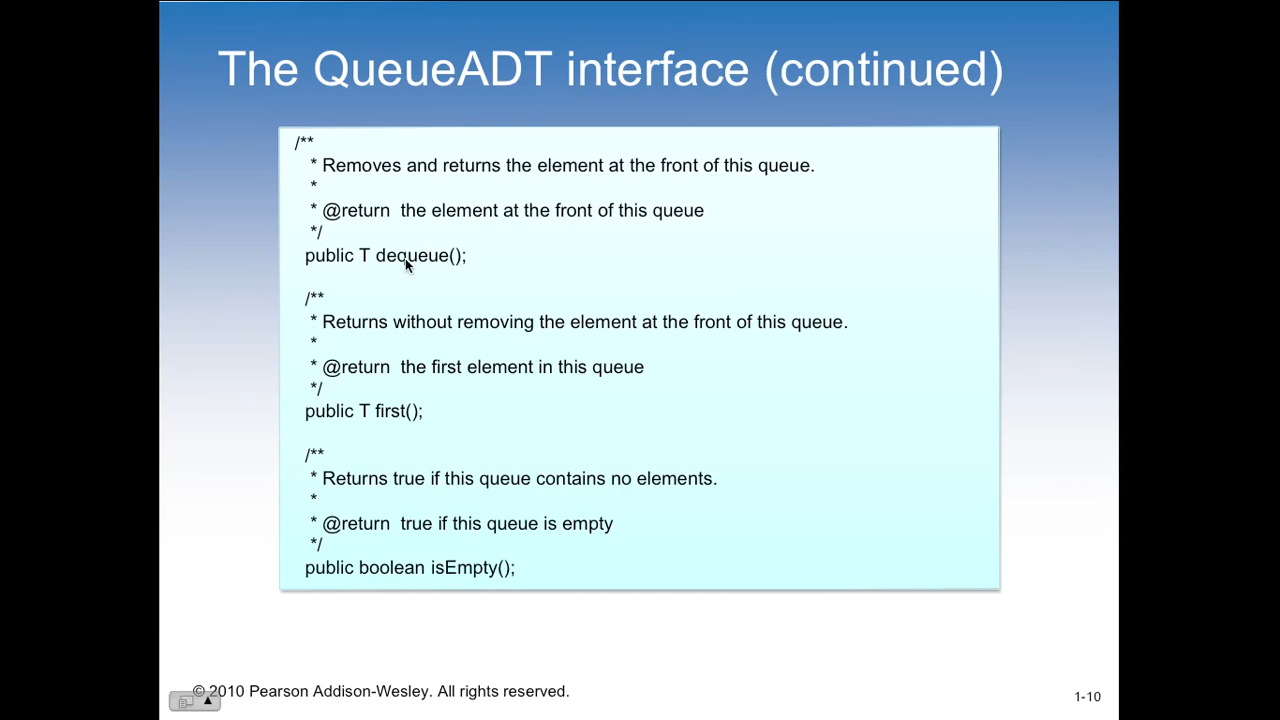 The QueueADT interface (continued)
/**
* Removes and returns the element at the front of this queue.
*
* @return  the element at the front of this queue
*/
public T dequeue();
/**
* Returns without removing the element at the front of this queue.
*
* @return  the first element in this queue
*/
public T first();
/**
* Returns true if this queue contains no elements.
*
* @return  true if this queue is empty
*/
public boolean isEmpty();
© 2010 Pearson Addison-Wesley. All rights reserved.
1-10